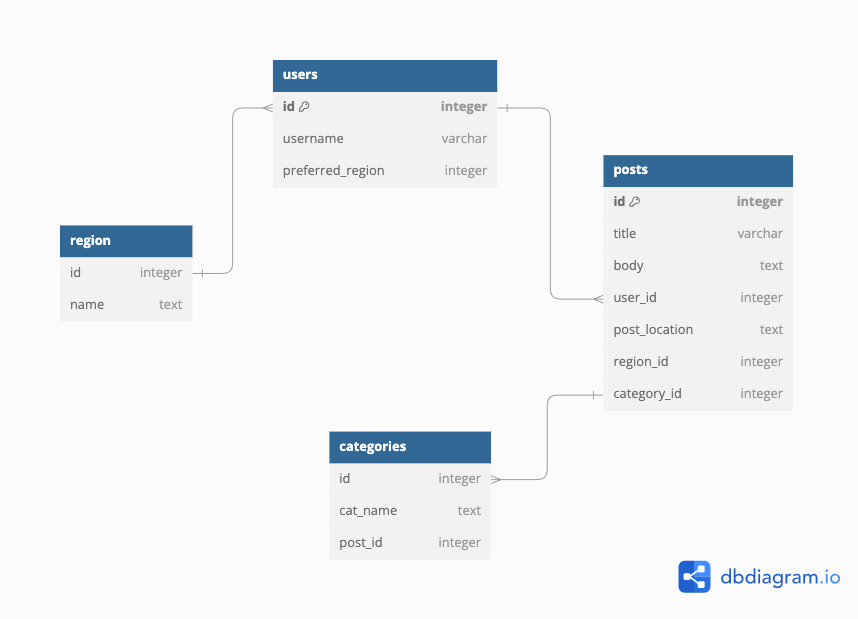 users
id integer
username varchar
preferred_region integer
posts
id integer
title varchar
body text
user_id integer
post_location text
region_id integer
category_id integer
region
id integer
name text
categories
id integer
cat_name text
post_id integer
dbdiagram.io